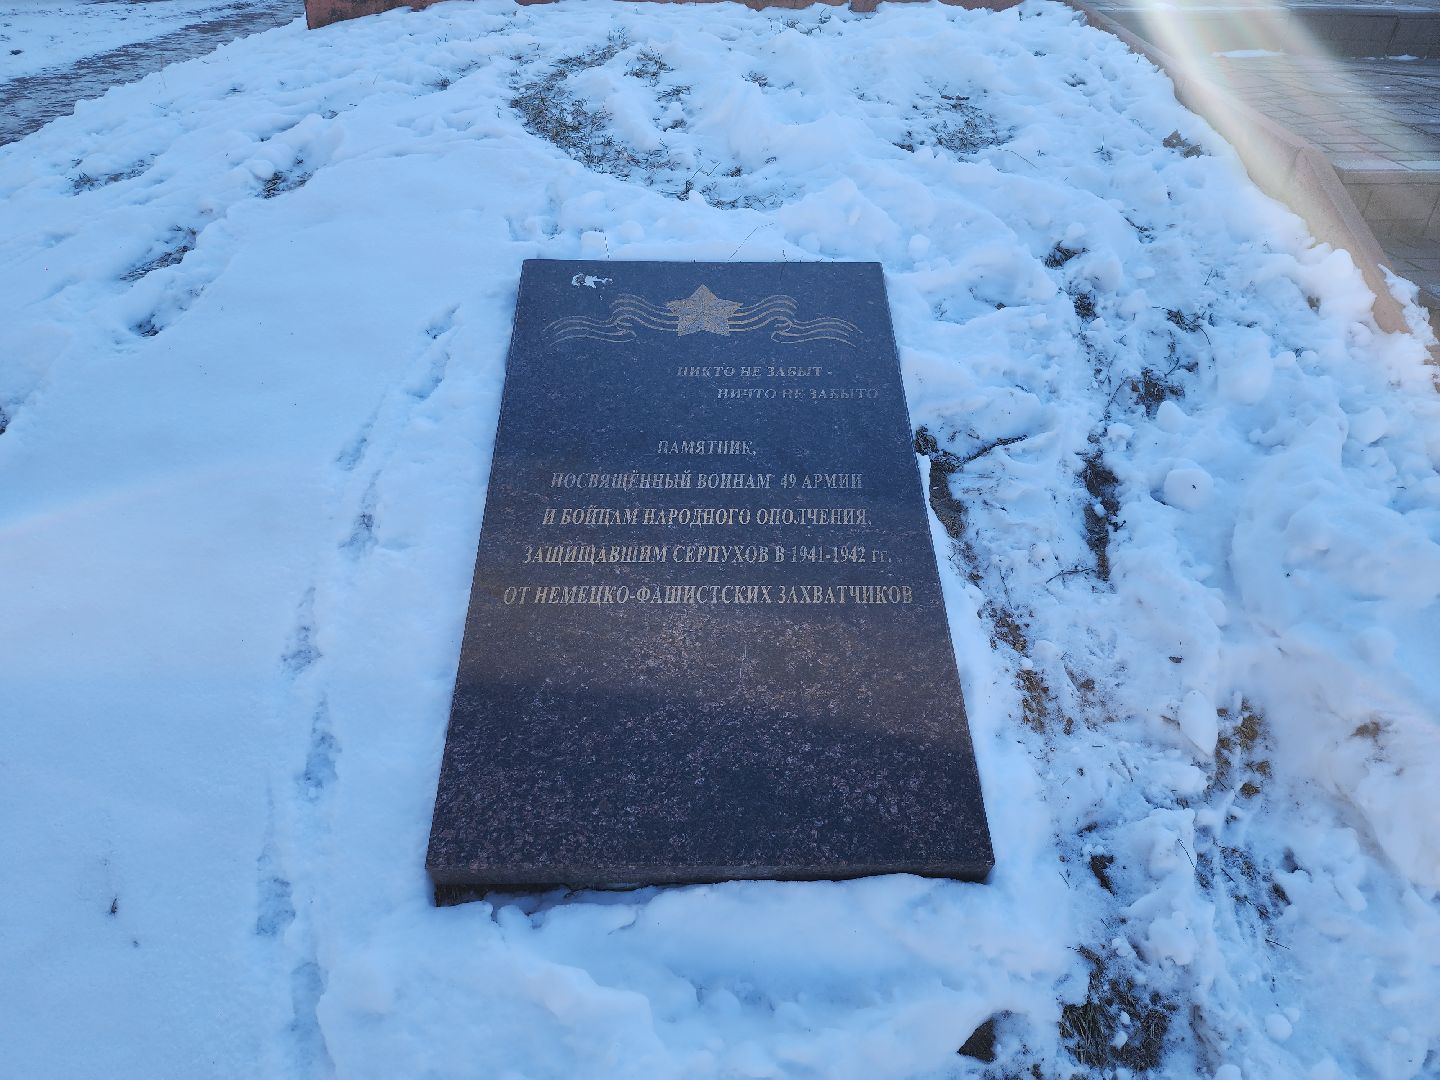 НИКТО НЕ ЗАБЫТ -
НИЧТО НЕ ЗАБЫТО
ПАМЯТНИК,
ПОСВЯЩЁННЫЙ ВОИНАМ 49 АРМИИ
И БОЙЦАМ НАРОДНОГО ОПОЛЧЕНИЯ,
ЗАЩИЩАВШИМ СЕРПУХОВ В 1941-1942 гг.
ОТ НЕМЕЦКО-ФАШИСТСКИХ ЗАХВАТЧИКОВ